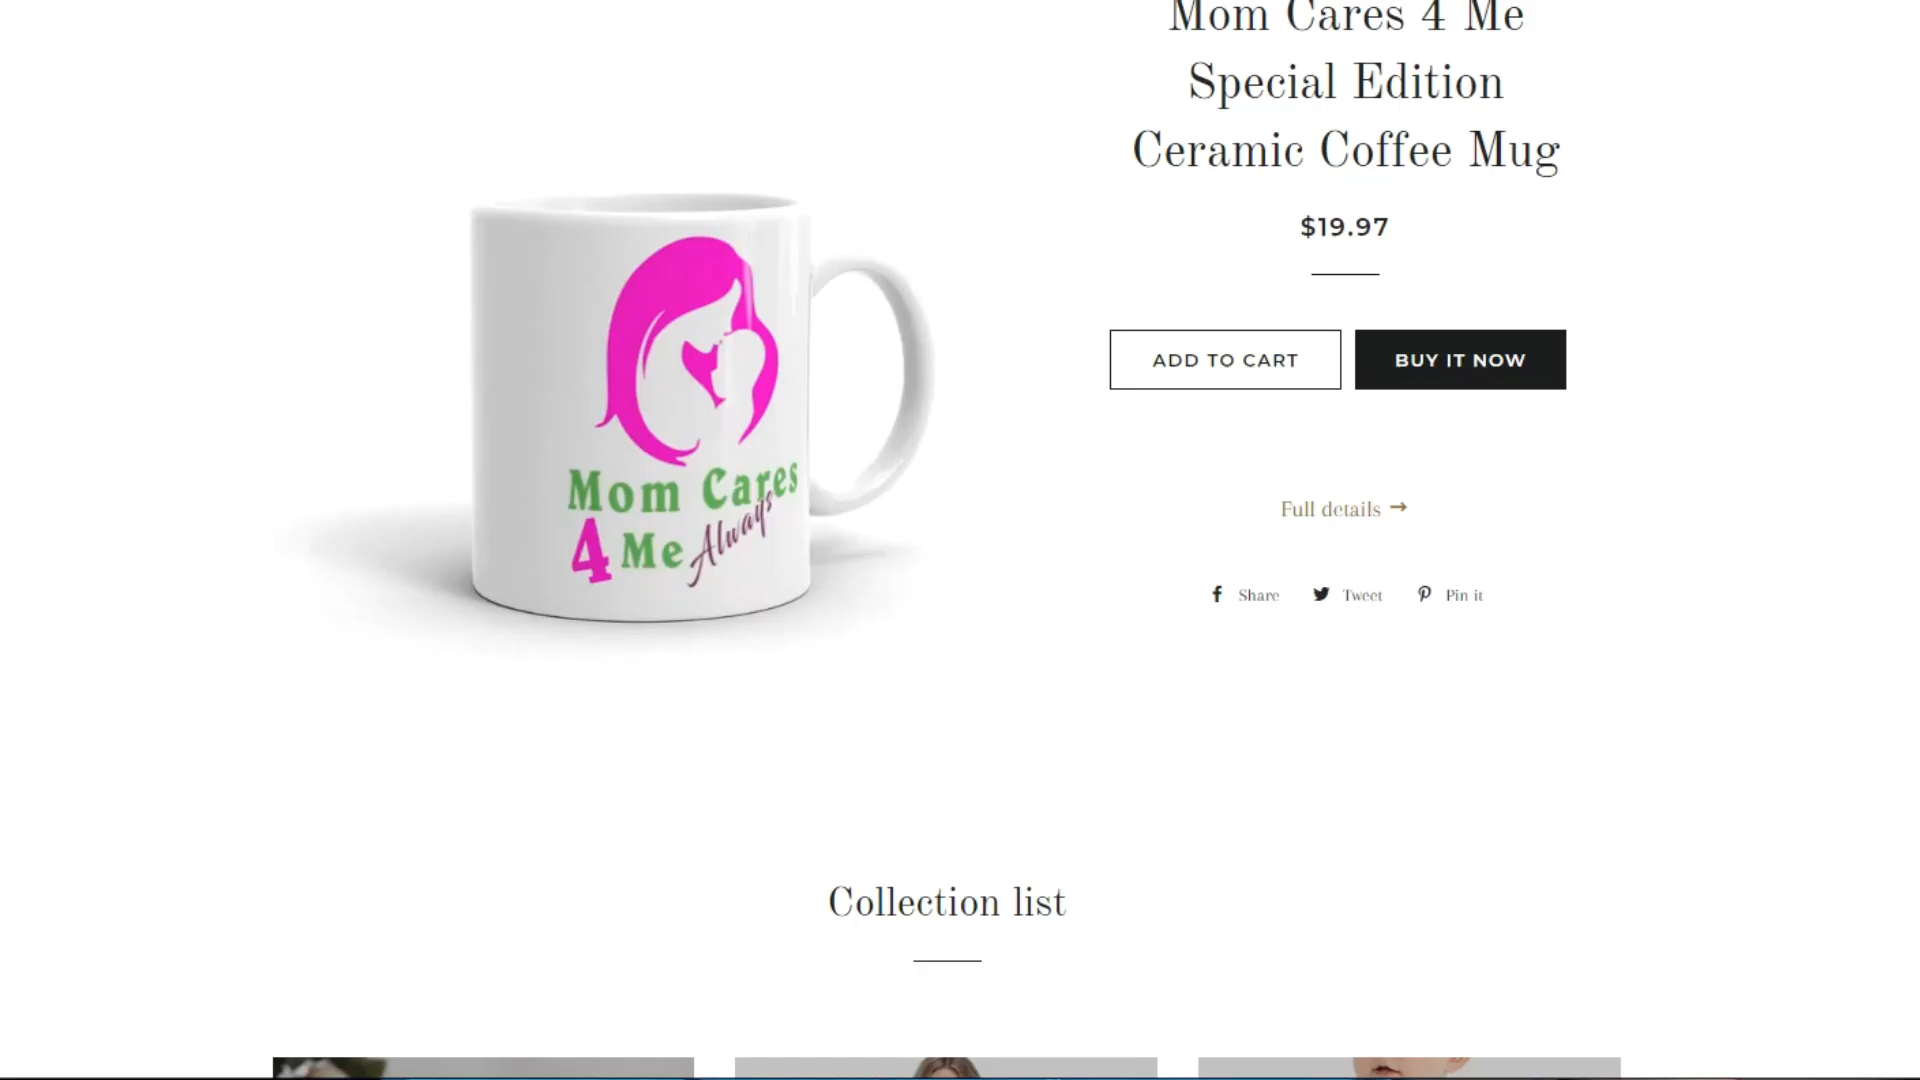 Mom Cares 4 Me
Special Edition
Ceramic Coffee Mug
$19.97
ADD TO CART
BUY IT NOW
Full details →
Share
Tweet
Pin it
Mom Cares
4 Me Always
Collection list